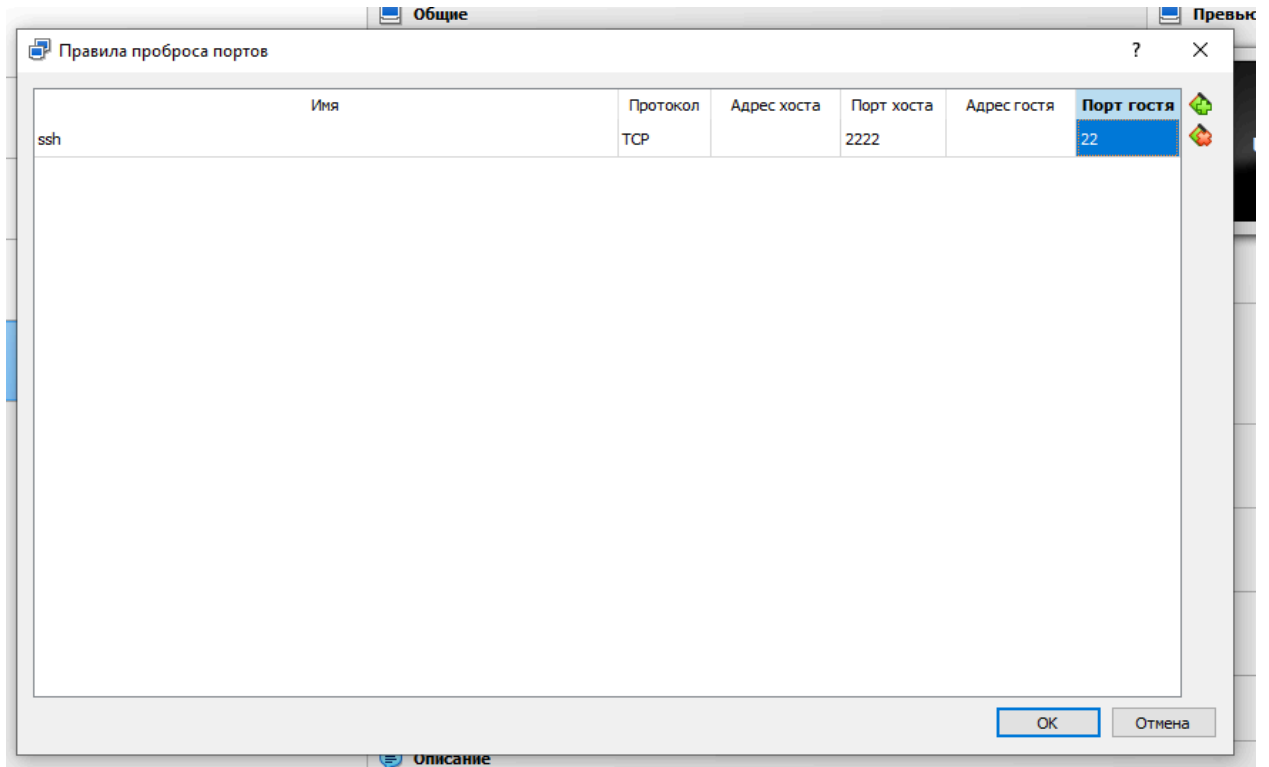 Общие
Превью
Правила проброса портов
?
Имя Протокол Адрес хоста Порт хоста Адрес гостя Порт гостя
ssh TCP 2222 22
OK Отмена
Описание